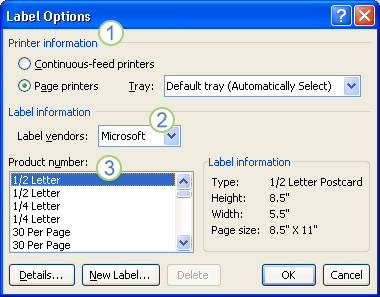 Label Options
Printer information 1
Continuous-feed printers
Page printers Tray: Default tray (Automatically Select)
Label information 2
Label vendors: Microsoft
Product number: 3
1/2 Letter
1/2 Letter
1/4 Letter
1/4 Letter
30 Per Page
30 Per Page
Label information
Type: 1/2 Letter Postcard
Height: 8.5"
Width: 5.5"
Page size: 8.5" X 11"
Details... New Label... Delete OK Cancel